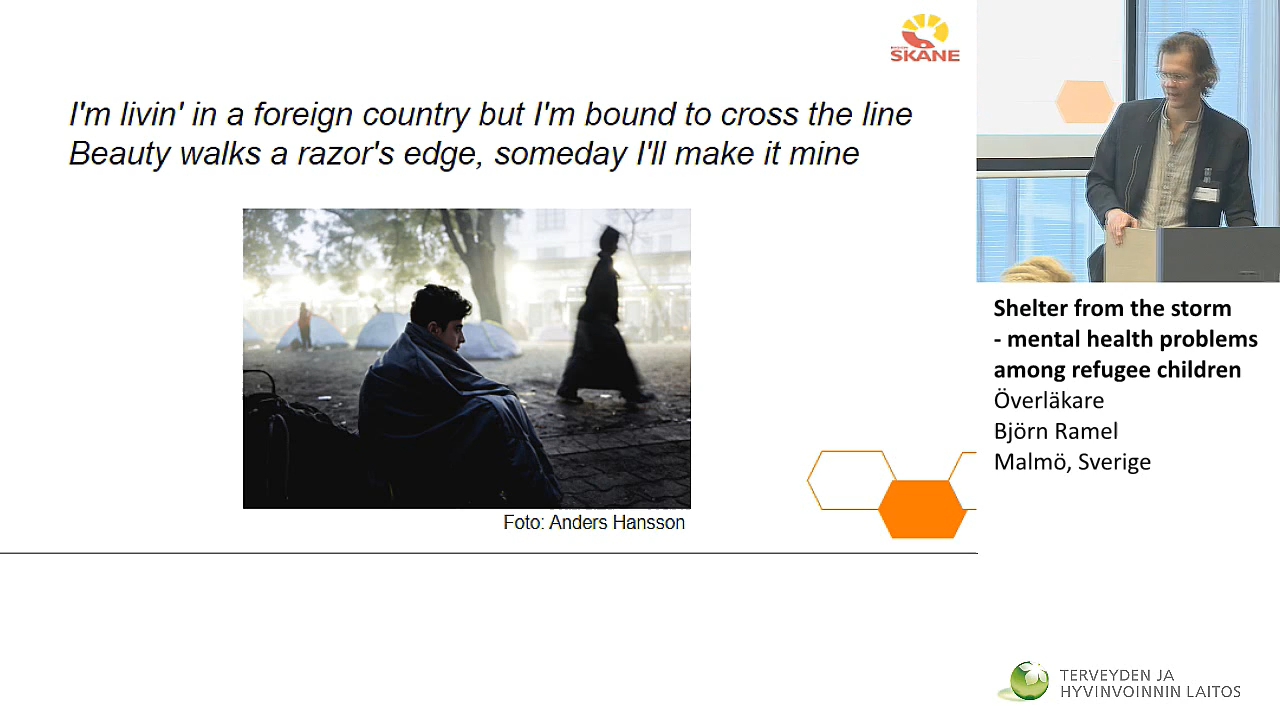 SKÅNE
I'm livin' in a foreign country but I'm bound to cross the line
Beauty walks a razor's edge, someday I'll make it mine
Foto: Anders Hansson
Shelter from the storm
- mental health problems
among refugee children
Överläkare
Björn Ramel
Malmö, Sverige
TERVEYDEN JA
HYVINVOINNIN LAITOS